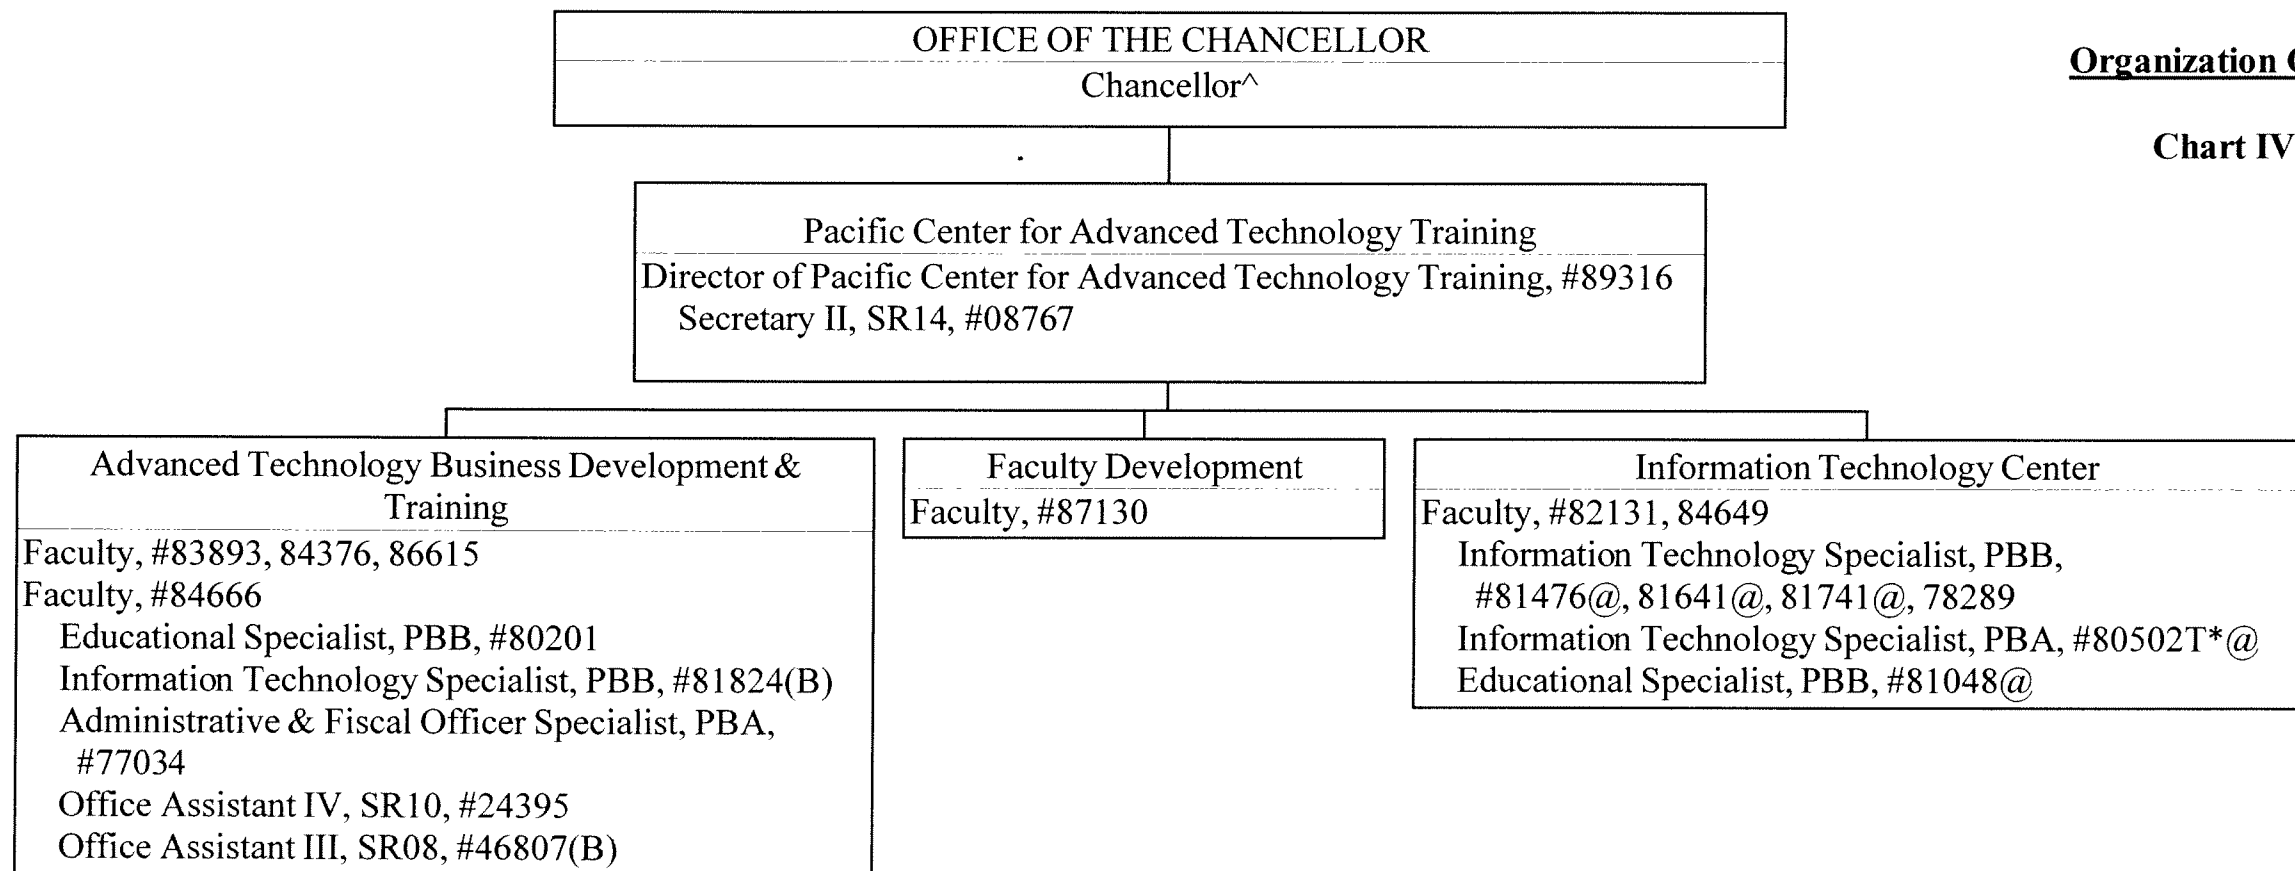 OFFICE OF THE CHANCELLOR
Chancellor^
Organization
Chart IV
Pacific Center for Advanced Technology Training
Director of Pacific Center for Advanced Technology Training, #89316
Secretary II, SR14, #08767
Advanced Technology Business Development &
Training
Faculty, #83893, 84376, 86615
Faculty, #84666
Educational Specialist, PBB, #80201
Information Technology Specialist, PBB, #81824(B)
Administrative & Fiscal Officer Specialist, PBA,
#77034
Office Assistant IV, SR10, #24395
Office Assistant III, SR08, #46807(B)
Faculty Development
Faculty, #87130
Information Technology Center
Faculty, #82131, 84649
Information Technology Specialist, PBB,
#81476@, 81641@, 81741@, 78289
Information Technology Specialist, PBA, #80502T*@
Educational Specialist, PBB, #81048@